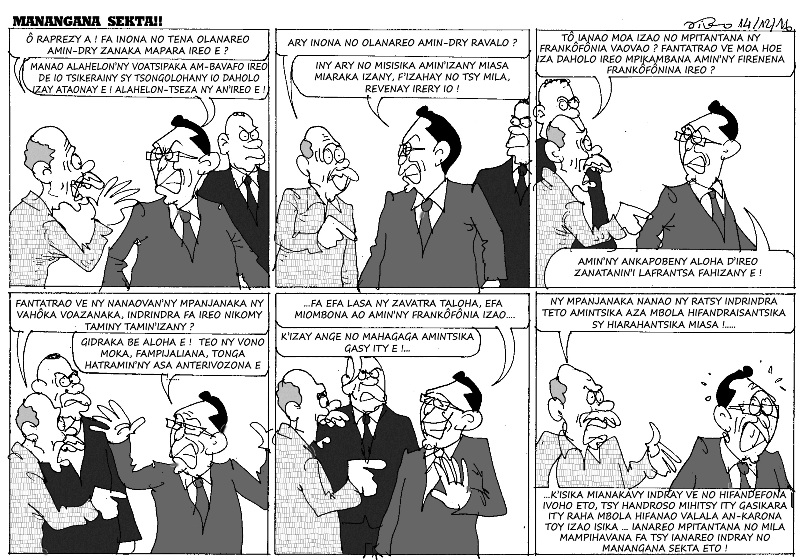 MANANGANA SEKTA!!
14/12/16
Ô RAPREZY A ! FA INONA NO TENA OLANAREO
AMIN-DRY ZANAKA MAPARA IREO E ?
MANAO ALAHELON'NY VOATSIPAKA AM-BAVAFO IREO
DE IO TSIKERAINY SY TSONGOLOHANY IO DAHOLO
IZAY ATAONAY E I ALAHELON-TSEZA NY AN'IREO E !
ARY INONA NO OLANAREO AMIN-DRY RAVALO ?
INY ARY NO MISISIKA AMIN'IZANY MIASA
MIARAKA IZANY, F'IZAHAY NO TSY MILA,
REVENAY IRERY IO !
TÔ IANAO MOA IZAO NO MPITANTANA NY
FRANKÔFÔNIA VAOVAO ? FANTATRAO VE MOA HOE
IZA DAHOLO IREO MPIKAMBANA AMIN'NY FIRENENA
FRANKÔFÔNINA IREO ?
AMIN'NY ANKAPOBENY ALOHA D'IREO
ZANATANIN'I LAFRANTSA FAHIZANY E !
FANTATRAO VE NY NANAOVAN'NY MPANJANAKA NY
VAHÔKA VOAZANAKA, INDRINDRA FA IREO NIKOMY
TAMINY TAMIN'IZANY ?
GIDRAKA BE ALOHA E ! TEO NY VONO
MOKA, FAMPIJALIANA, TONGA
HATRAMIN'NY ASA ANTERIVOZONA E
...FA EFA LASA NY ZAVATRA TALOHA, EFA
MIOMBONA AO AMIN'NY FRANKÔFÔNIA IZAO....
K'IZAY ANGE NO MAHAGAGA AMINTSIKA
GASY ITY E !...
NY MPANJANAKA NANAO NY RATSY INDRINDRA
TETO AMINTSIKA AZA MBOLA HIFANDRAISANTSIKA
SY HIARAHANTSIKA MIASA !.....
...K'ISIKA MIANAKAVY INDRAY VE NO HIFANDEFONA
IVOHO ETO, TSY HANDROSO MIHITSY ITY GASIKARA
ITY RAHA MBOLA HIFANAO VALALA AN-KARONA
TOY IZAO ISIKA ... IANAREO MPITANTANA NO MILA
MAMPIHAVANA FA TSY IANAREO INDRAY NO
MANANGANA SEKTA ETO !